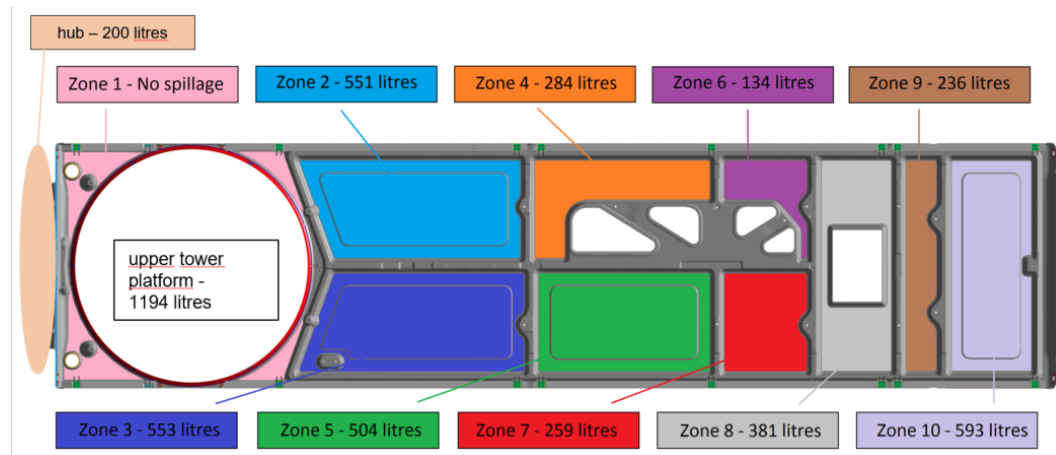 hub – 200 litres
Zone 1 - No spillage
Zone 2 - 551 litres
Zone 4 - 284 litres
Zone 6 - 134 litres
Zone 9 - 236 litres
upper tower
platform -
1194 litres
Zone 3 - 553 litres
Zone 5 - 504 litres
Zone 7 - 259 litres
Zone 8 - 381 litres
Zone 10 - 593 litres